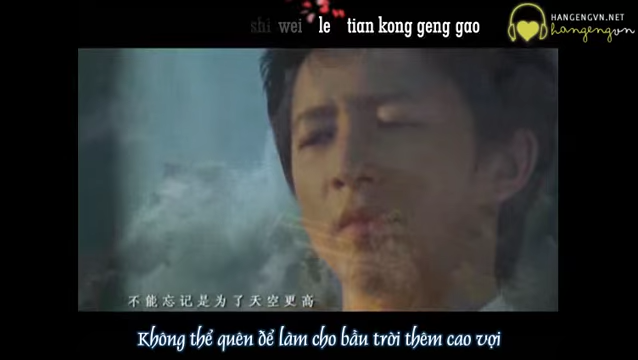 shi wei le tian kong geng gao
HANGENGVN.NET
hangengvn
不能忘记是为了天空更高
Không thể quên để làm cho bầu trời thêm cao vọi